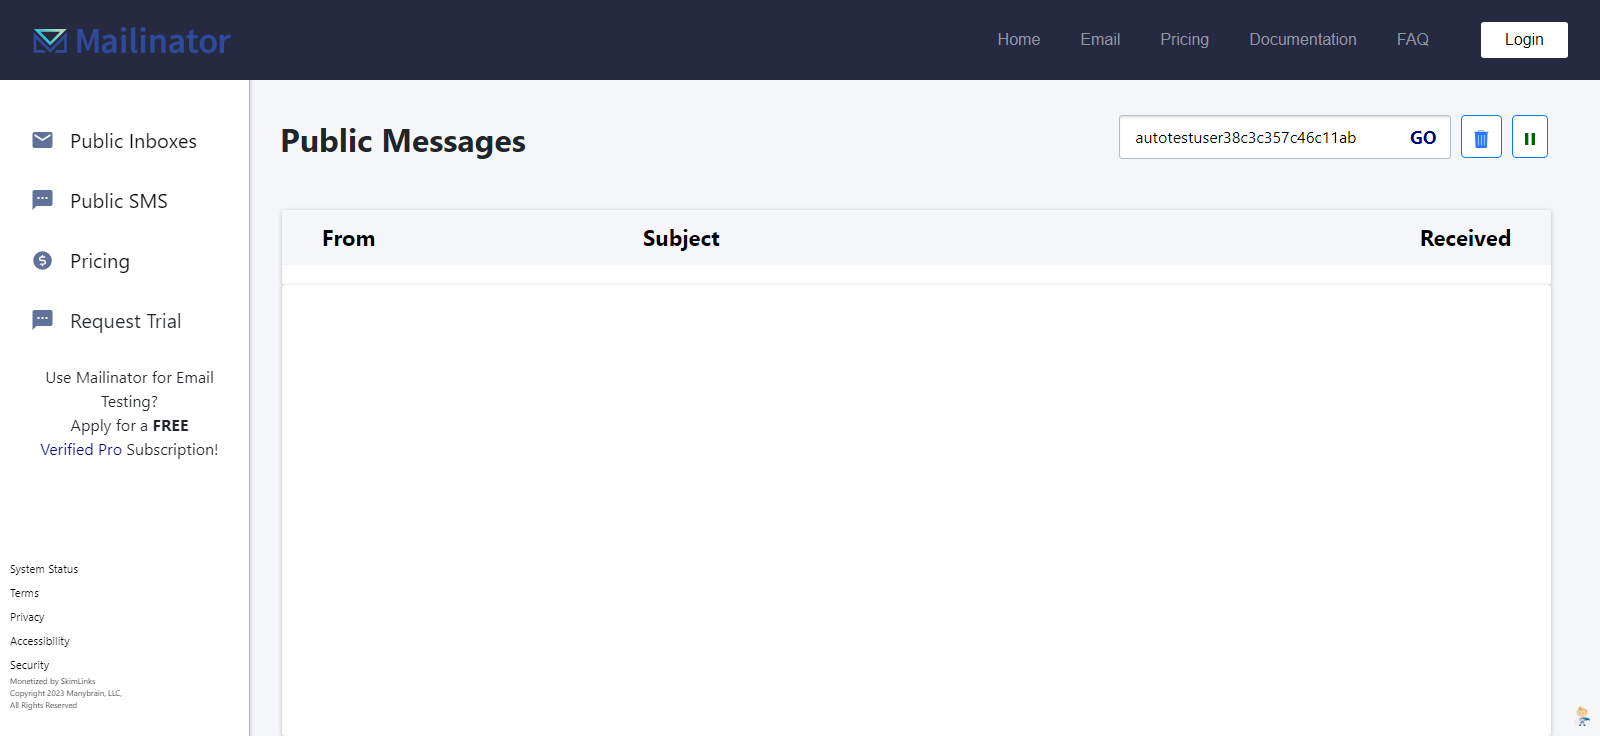 Mailinator
Home
Email
Pricing
Documentation
FAQ
Login
Public Inboxes
Public SMS
Pricing
Request Trial
Use Mailinator for Email
Testing?
Apply for a FREE
Verified Pro Subscription!
System Status
Terms
Privacy
Accessibility
Security
Monetized by SkimLinks
Copyright 2023 Manybrain, LLC,
All Rights Reserved
Public Messages
autotestuser38c3c357c46c11ab
GO
From
Subject
Received